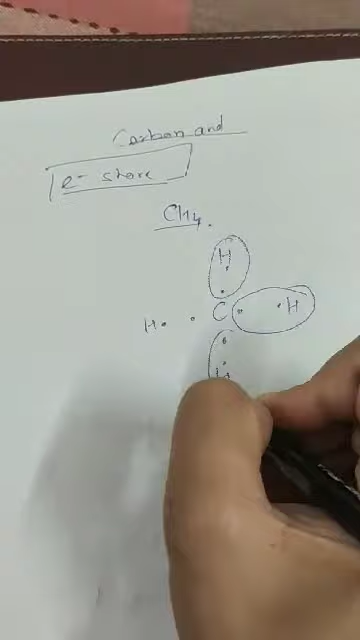 Carbon and
e- share
CH4.
H
H. . C . . H
H